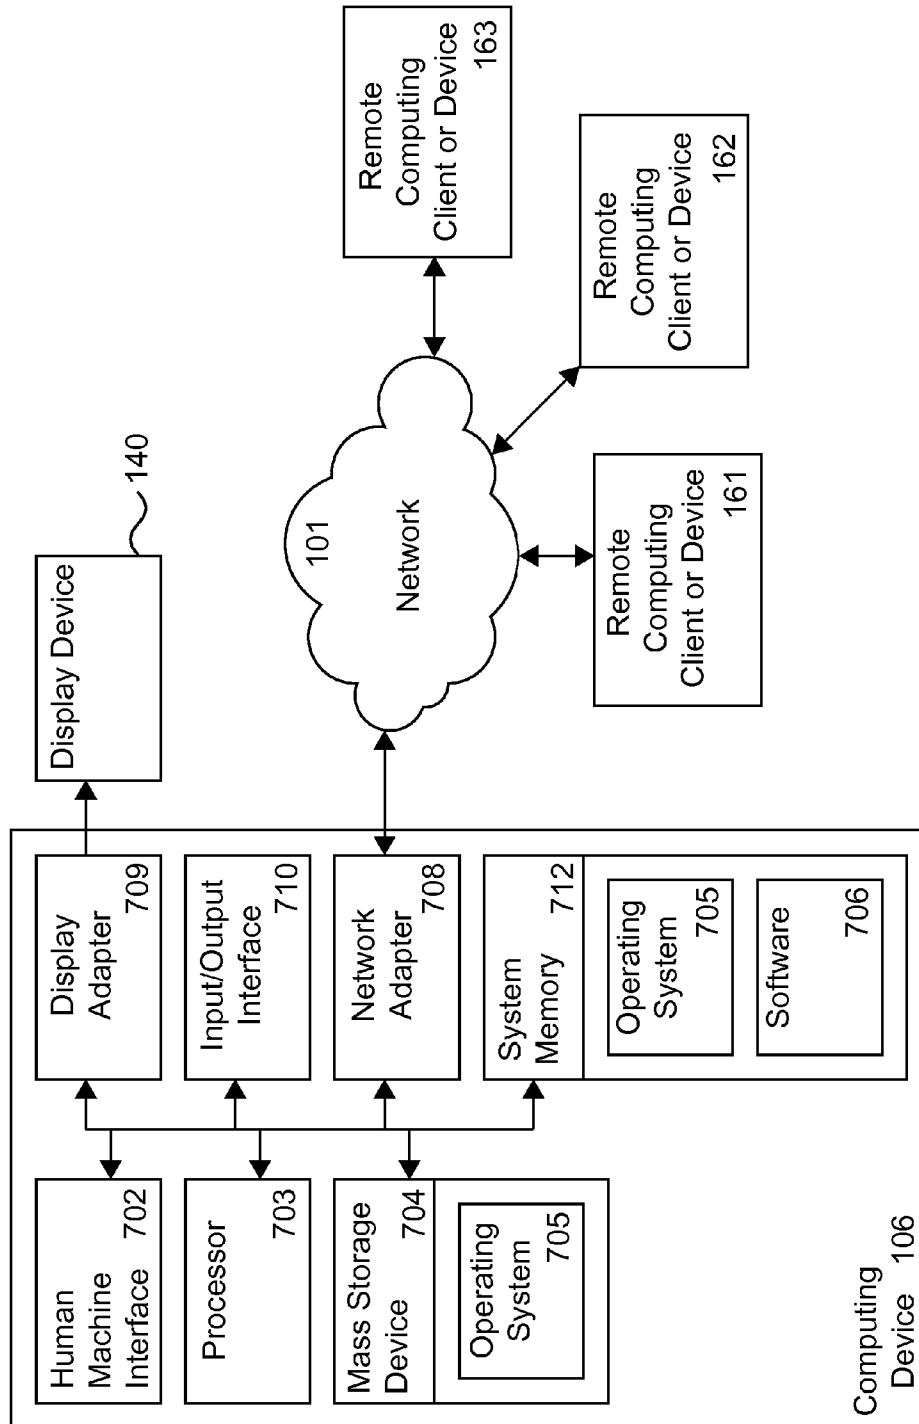 Human
Machine
Interface 702
Processor
703
Mass Storage
Device 704
Operating
System
705
Computing
Device 106
Display
Adapter
709
Input/Output
Interface
710
Network
Adapter
708
System
Memory
712
Operating
System
705
Software
706
Display Device
140
101
Network
Remote
Computing
Client or Device
161
Remote
Computing
Client or Device
162
Remote
Computing
Client or Device
163